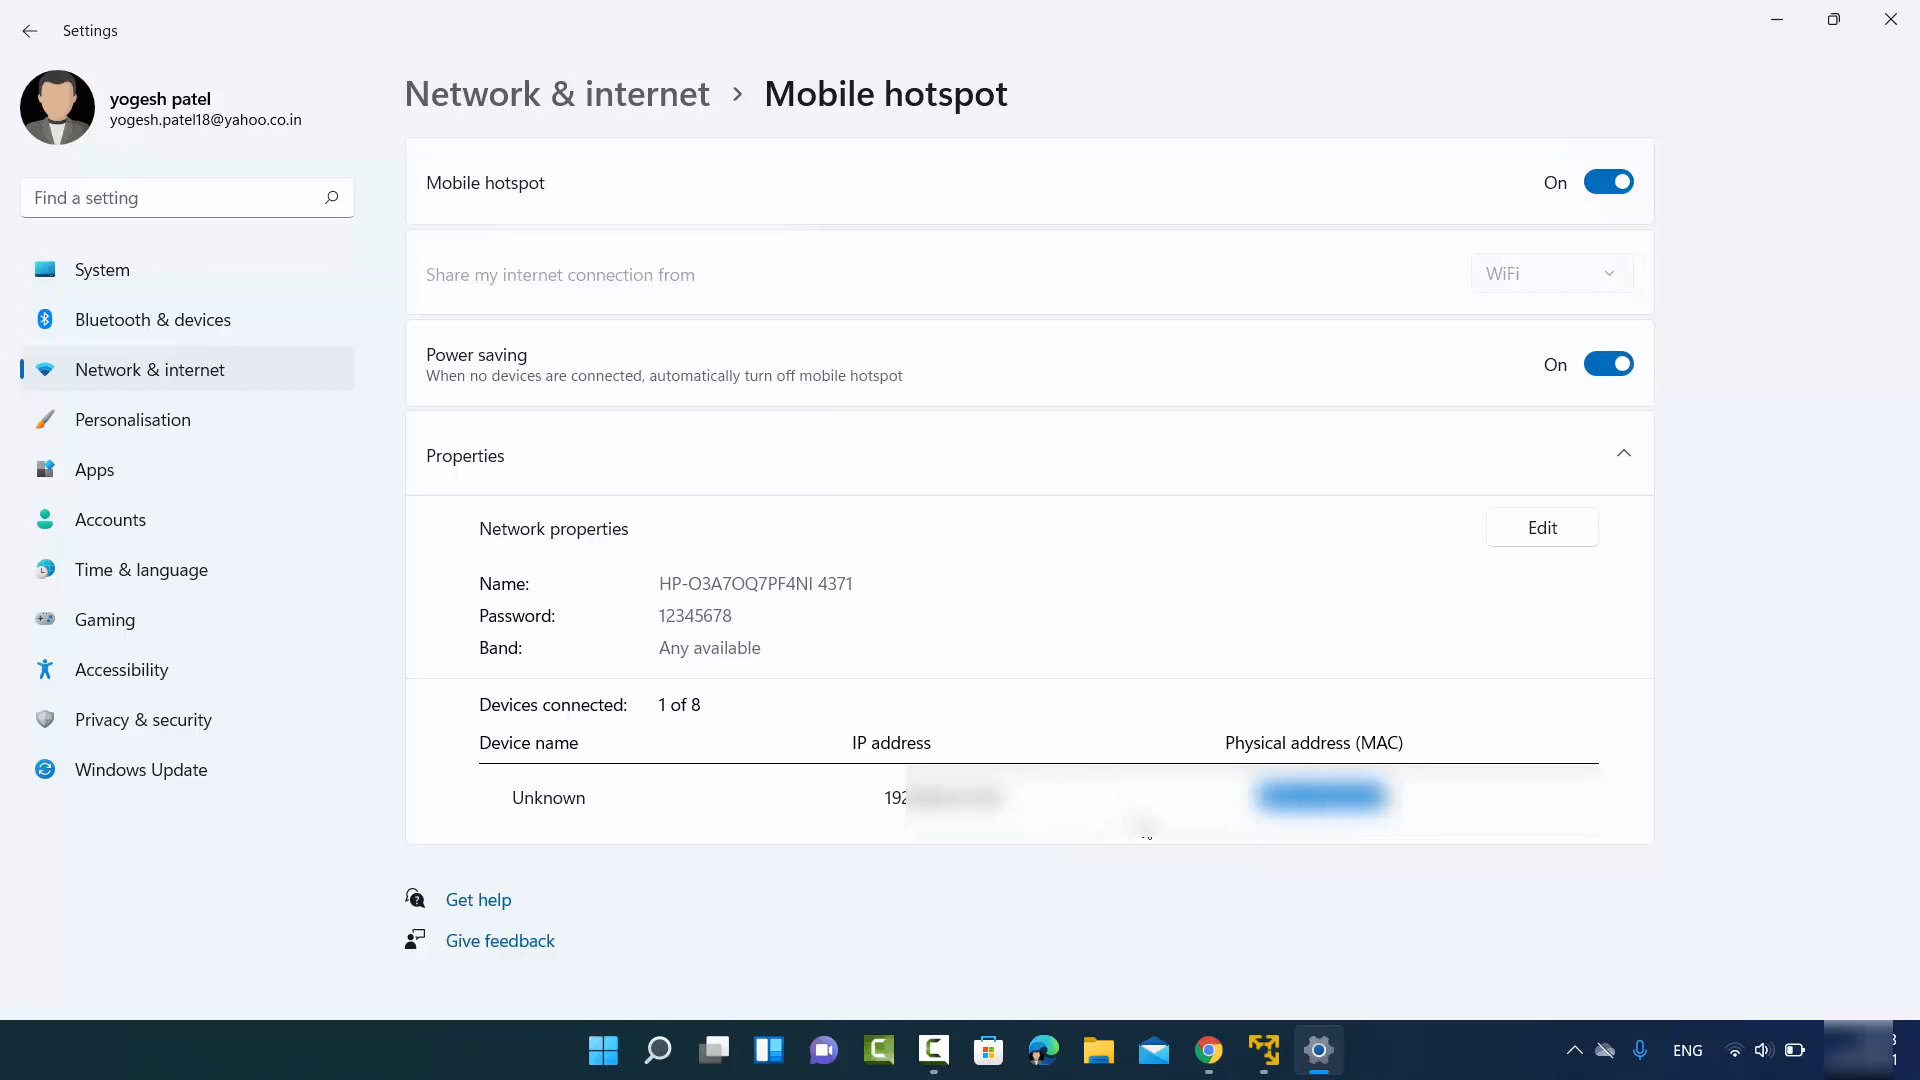 Settings
yogesh patel
yogesh.patel18@yahoo.co.in
Find a setting
System
Bluetooth & devices
Network & internet
Personalisation
Apps
Accounts
Time & language
Gaming
Accessibility
Privacy & security
Windows Update
Network & internet > Mobile hotspot
Mobile hotspot On
Share my internet connection from WiFi
Power saving On
When no devices are connected, automatically turn off mobile hotspot
Properties
Network properties Edit
Name: HP-O3A7OQ7PF4NI 4371
Password: 12345678
Band: Any available
Devices connected: 1 of 8
Device name IP address Physical address (MAC)
Unknown 192
Get help
Give feedback
ENG